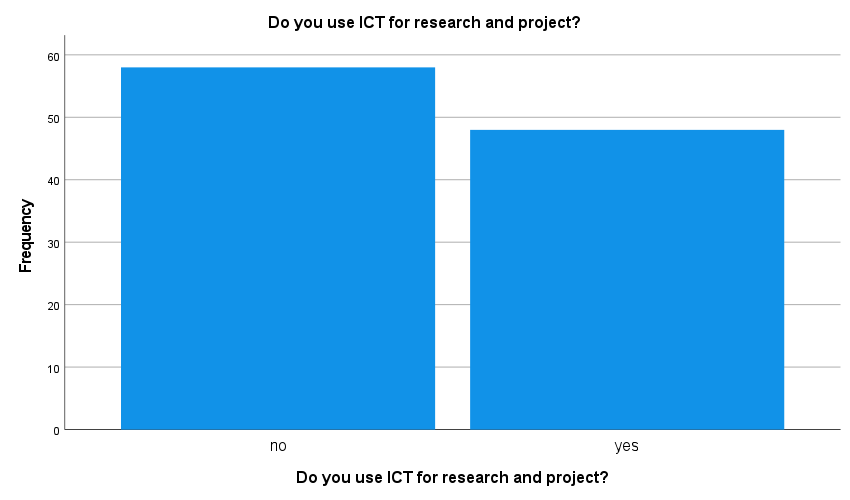 Do you use ICT for research and project?
60
50
40
30
20
10
0
Frequency
no yes
Do you use ICT for research and project?